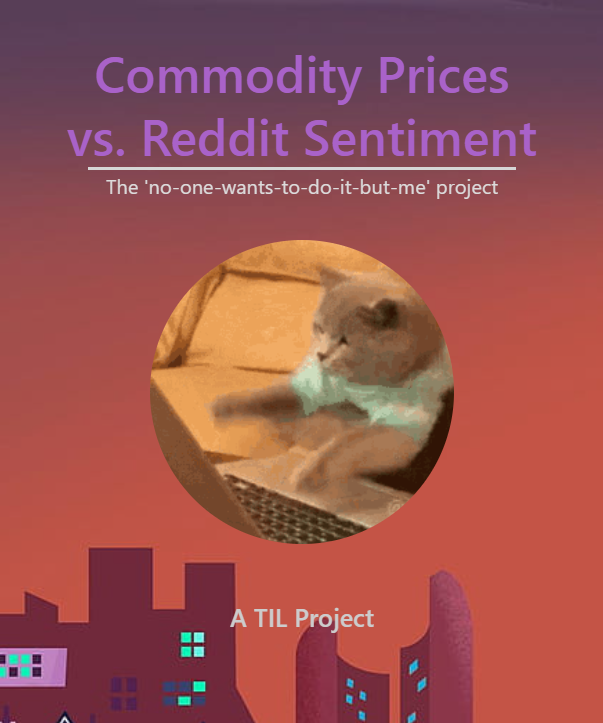 Commodity Prices
vs. Reddit Sentiment
The 'no-one-wants-to-do-it-but-me' project
A TIL Project